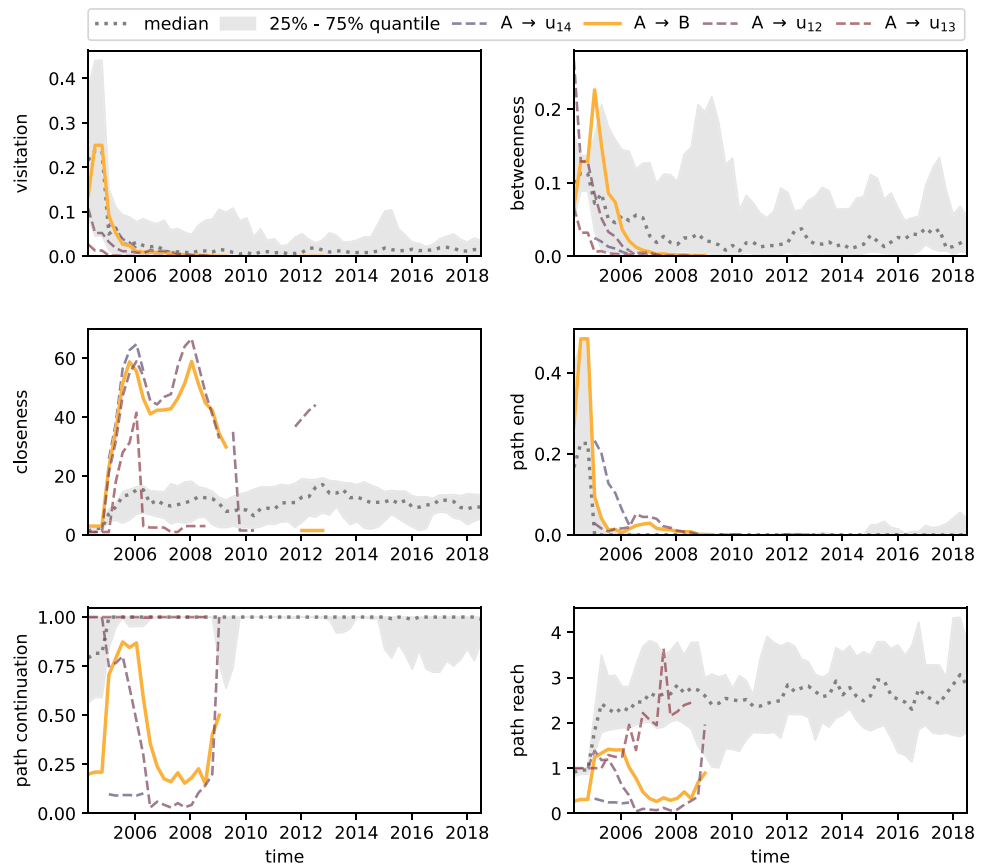 median 25% - 75% quantile A → u14 A → B A → u12 A → u13
visitation
0.4
0.3
0.2
0.1
0.0
2006 2008 2010 2012 2014 2016 2018
betweenness
0.2
0.1
0.0
2006 2008 2010 2012 2014 2016 2018
closeness
60
40
20
0
2006 2008 2010 2012 2014 2016 2018
path end
0.4
0.2
0.0
2006 2008 2010 2012 2014 2016 2018
path continuation
1.00
0.75
0.50
0.25
0.00
2006 2008 2010 2012 2014 2016 2018
time
path reach
4
3
2
1
0
2006 2008 2010 2012 2014 2016 2018
time